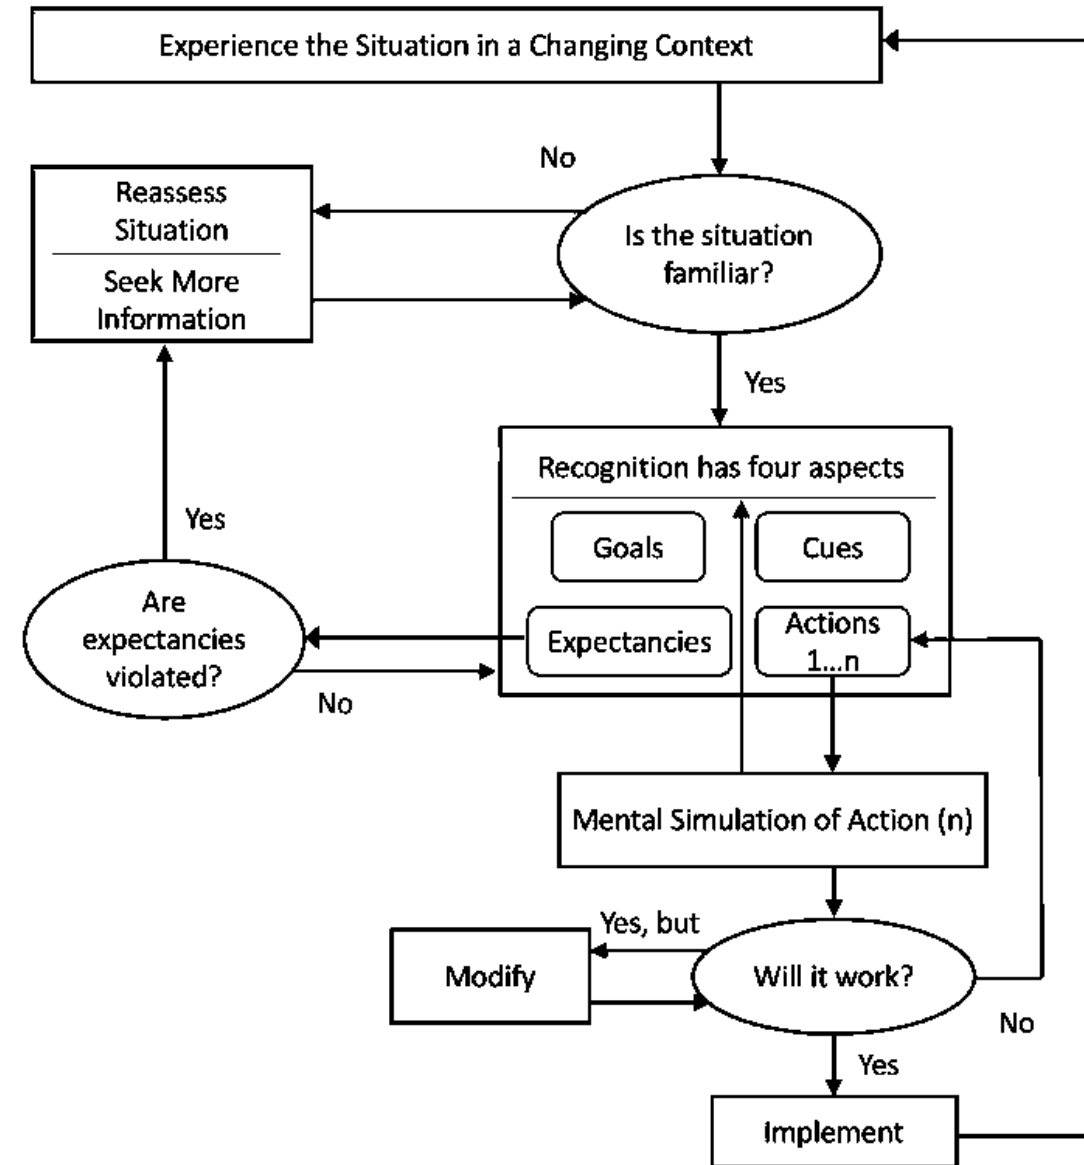 Experience the Situation in a Changing Context
No
Reassess
Situation
Seek More
Information
Is the situation
familiar?
Yes
Recognition has four aspects
Goals
Cues
Expectancies
Actions
1...n
Yes
Are
expectancies
violated?
No
Mental Simulation of Action (n)
Yes, but
Modify
Will it work?
No
Yes
Implement